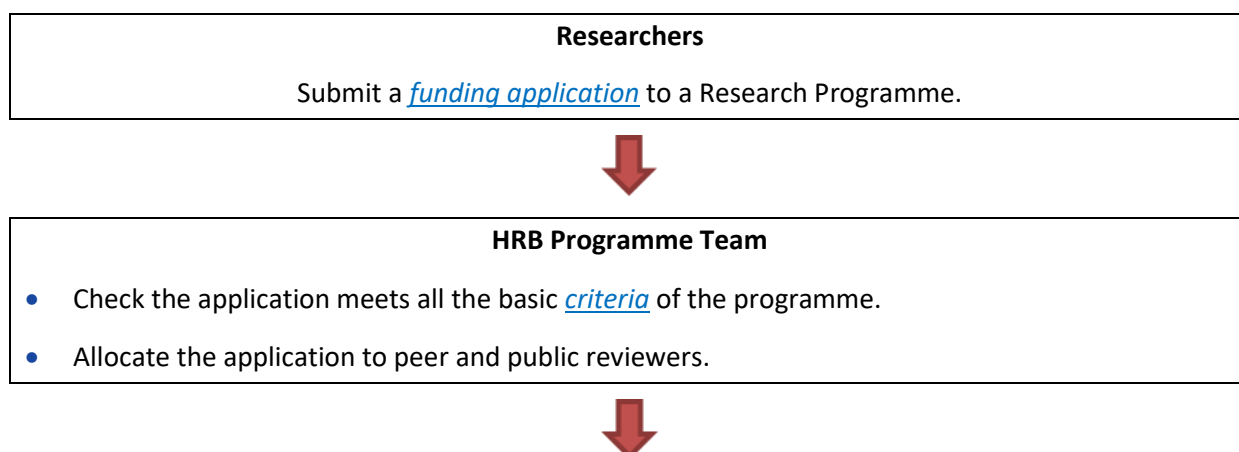 Researchers
Submit a funding application to a Research Programme.
HRB Programme Team
• Check the application meets all the basic criteria of the programme.
• Allocate the application to peer and public reviewers.